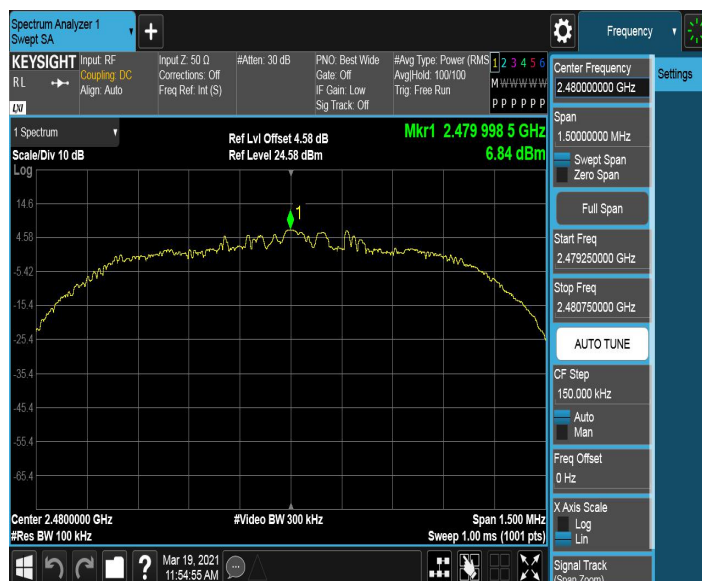 Spectrum Analyzer 1
Swept SA
+
Frequency
KEYSIGHT
RL
LXI
Input: RF
Coupling: DC
Align: Auto
Input Z: 50 Ω
Corrections: Off
Freq Ref: Int (S)
#Atten: 30 dB
PNO: Best Wide
Gate: Off
IF Gain: Low
Sig Track: Off
#Avg Type: Power (RMS
Avg|Hold: 100/100
Trig: Free Run
1 2 3 4 5 6
M W W W W W
P P P P P P
1 Spectrum
Scale/Div 10 dB
Log
Ref Lvl Offset 4.58 dB
Ref Level 24.58 dBm
Mkr1 2.479 998 5 GHz
6.84 dBm
14.6
4.58
-5.42
-15.4
-25.4
-35.4
-45.4
-55.4
-65.4
1
Center 2.4800000 GHz
#Res BW 100 kHz
#Video BW 300 kHz
Span 1.500 MHz
Sweep 1.00 ms (1001 pts)
?
Mar 19, 2021
11:54:55 AM
Center Frequency
2.480000000 GHz
Span
1.50000000 MHz
Swept Span
Zero Span
Full Span
Start Freq
2.479250000 GHz
Stop Freq
2.480750000 GHz
AUTO TUNE
CF Step
150.000 kHz
Auto
Man
Freq Offset
0 Hz
X Axis Scale
Log
Lin
Signal Track
(Span Zoom)
Settings